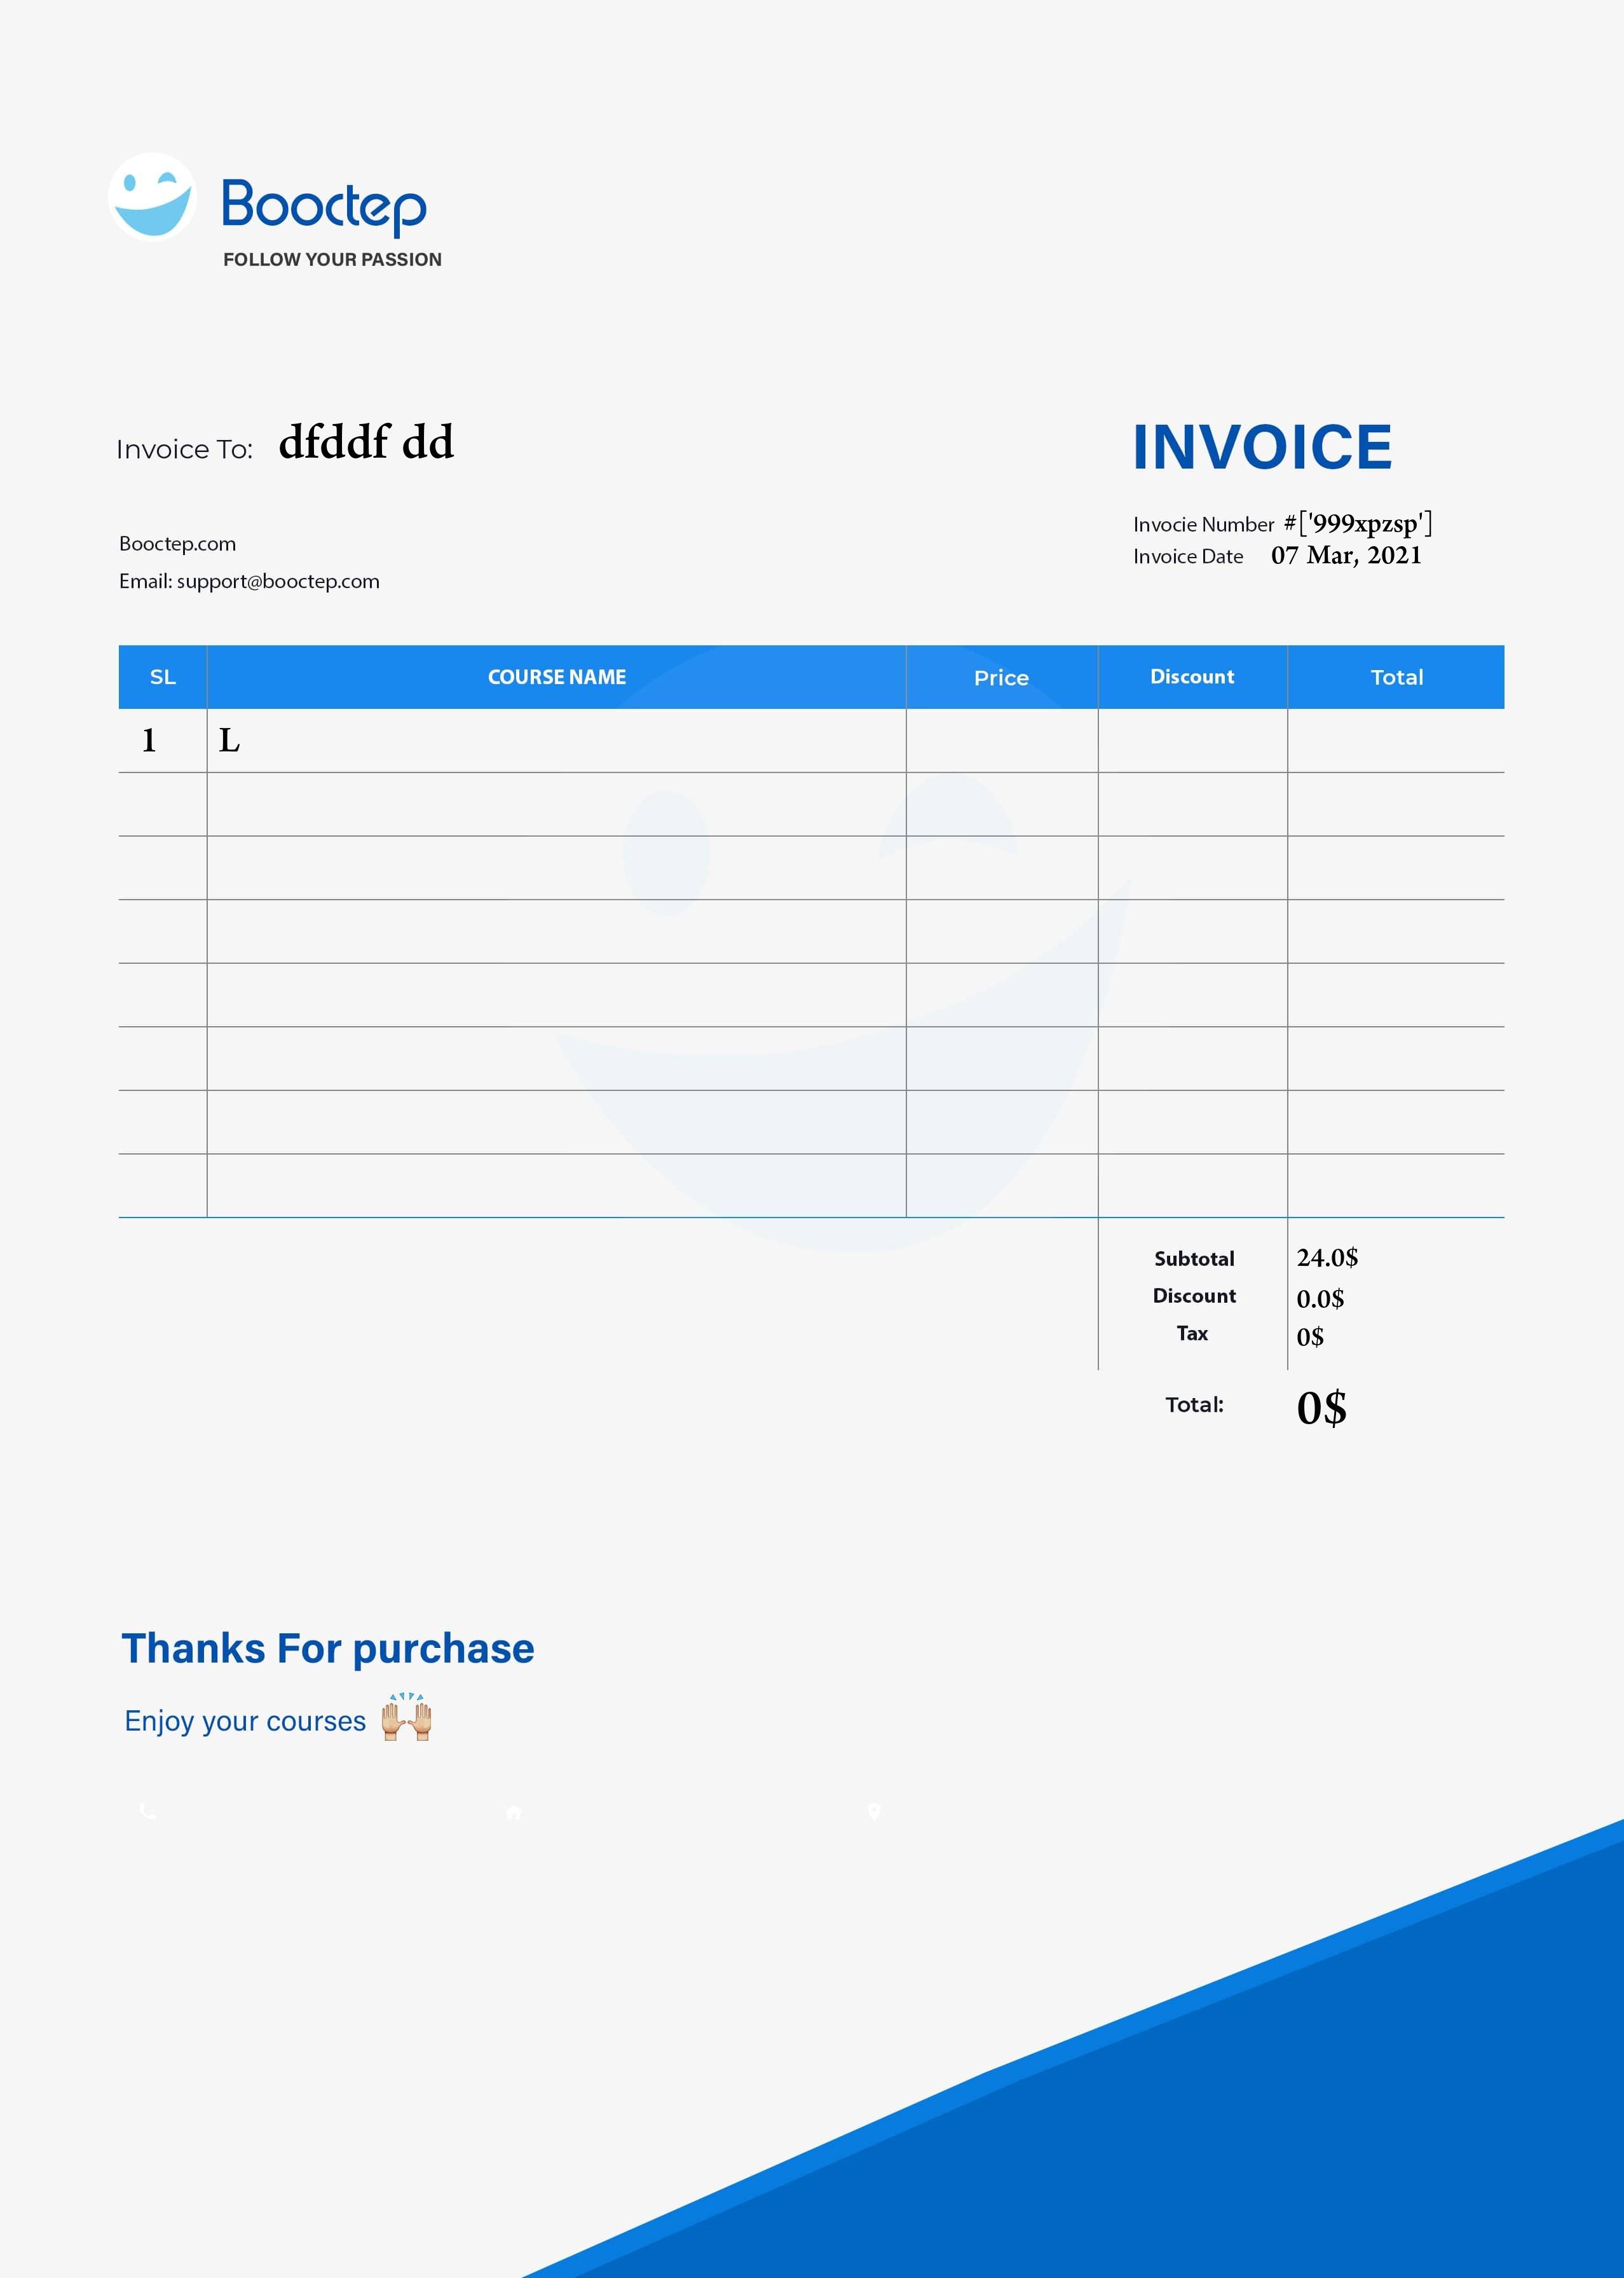 Booctep
FOLLOW YOUR PASSION
Invoice To: dfddf dd
INVOICE
Invocie Number #['999xpzsp']
Invoice Date 07 Mar, 2021
Booctep.com
Email: support@booctep.com
SL COURSE NAME Price Discount Total
1 L
Subtotal 24.0$
Discount 0.0$
Tax 0$
Total: 0$
Thanks For purchase
Enjoy your courses 🙌🏼